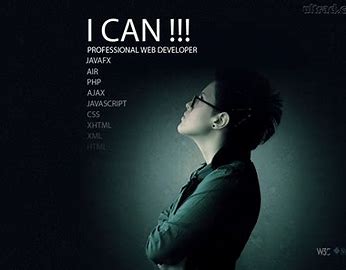 I CAN !!!
PROFESSIONAL WEB DEVELOPER
JAVAFX
AIR
PHP
AJAX
JAVASCRIPT
CSS
XHTML
XML
HTML
W3C